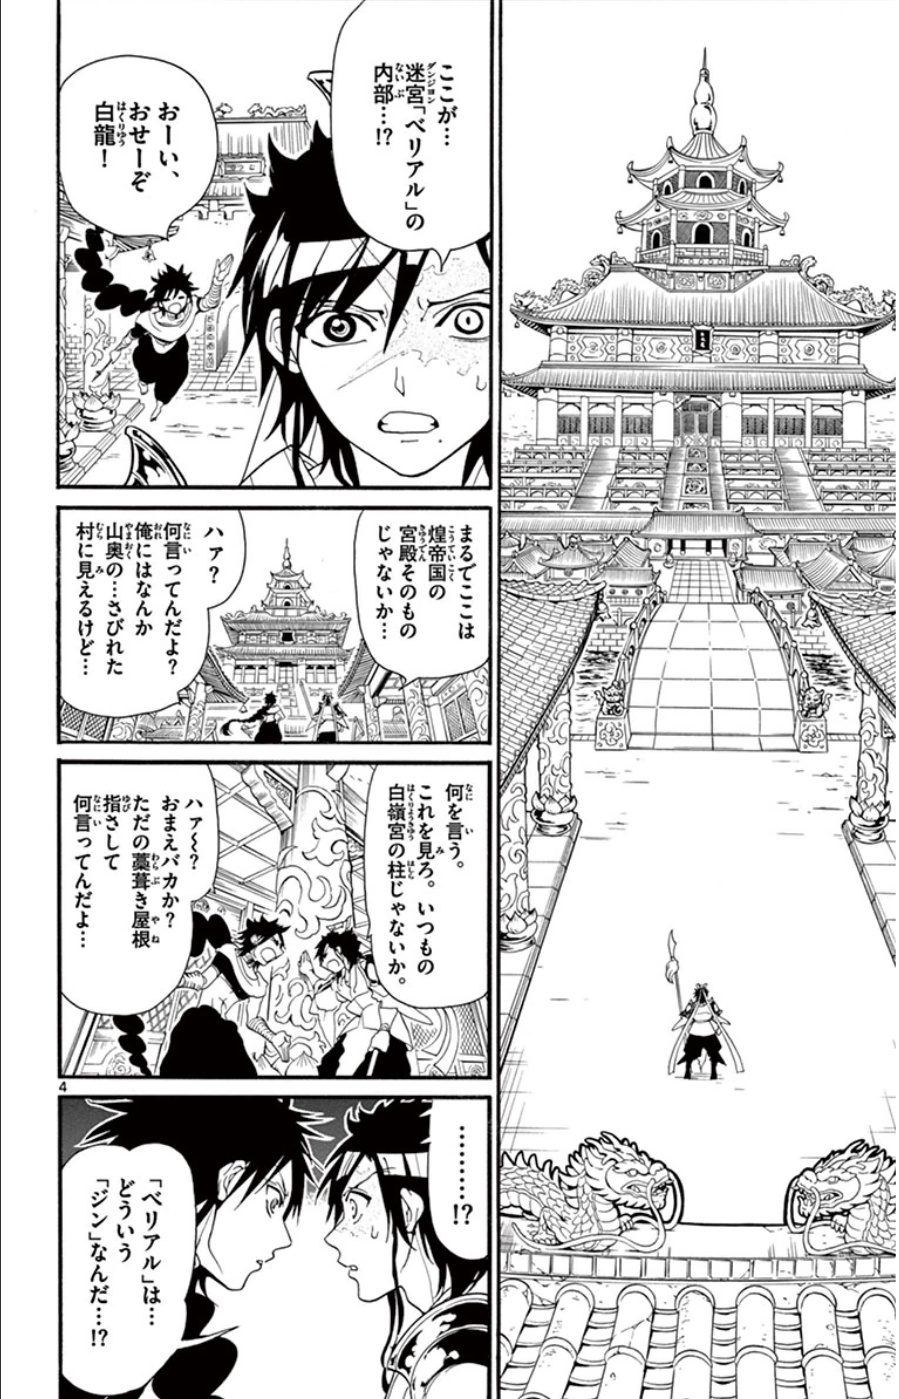 ここが…
迷宮「ベリアル」の
内部…!?
おーい、
おせーぞ
白龍!
まるでここは
煌帝国の
宮殿そのもの
じゃないか…
ハァ?
何言ってんだよ?
俺にはなんか
山奥の…さびれた
村に見えるけど…
何を言う。
これを見ろ。いつもの
白嶺宮の柱じゃないか。
ハァ〜?
おまえバカか?
ただの藁葺き屋根
指さして
何言ってんだよ…
4
………!?
「ベリアル」は…
どういう
「ジン」なんだ…!?